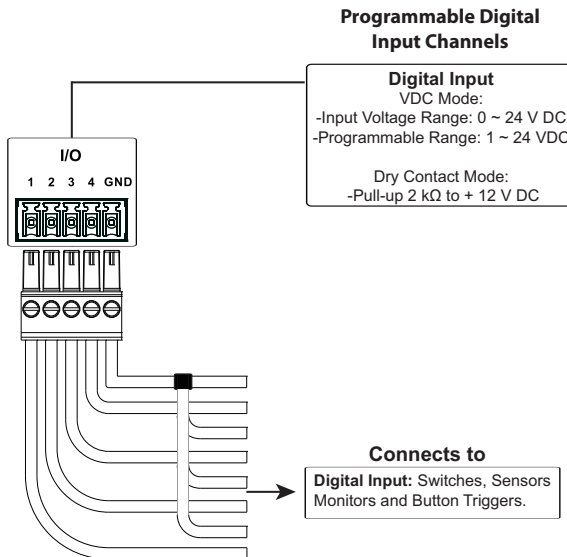 Programmable Digital
Input Channels
Digital Input
VDC Mode:
-Input Voltage Range: 0 ~ 24 V DC
-Programmable Range: 1 ~ 24 VDC
Dry Contact Mode:
-Pull-up 2 kΩ to + 12 V DC
I/O
1 2 3 4 GND
Connects to
Digital Input: Switches, Sensors
Monitors and Button Triggers.